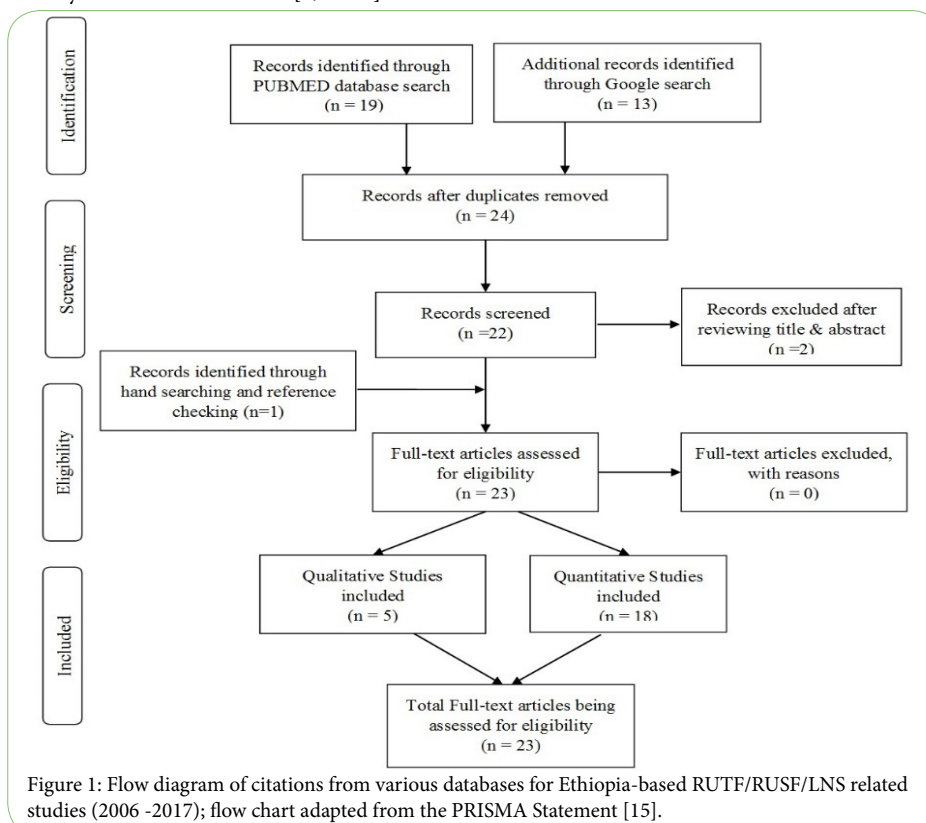 Identification
Records identified through
PUBMED database search
(n = 19)
Additional records identified
through Google search
(n = 13)
Records after duplicates removed
(n = 24)
Screening
Records screened
(n =22)
Records excluded after
reviewing title & abstract
(n =2)
Records identified through
hand searching and reference
checking (n=1)
Eligibility
Full-text articles assessed
for eligibility
(n = 23)
Full-text articles excluded,
with reasons
(n = 0)
Included
Qualitative Studies
included
(n = 5)
Quantitative Studies
included
(n = 18)
Total Full-text articles being
assessed for eligibility
(n = 23)
Figure 1: Flow diagram of citations from various databases for Ethiopia-based RUTF/RUSF/LNS related
studies (2006 -2017); flow chart adapted from the PRISMA Statement [15].